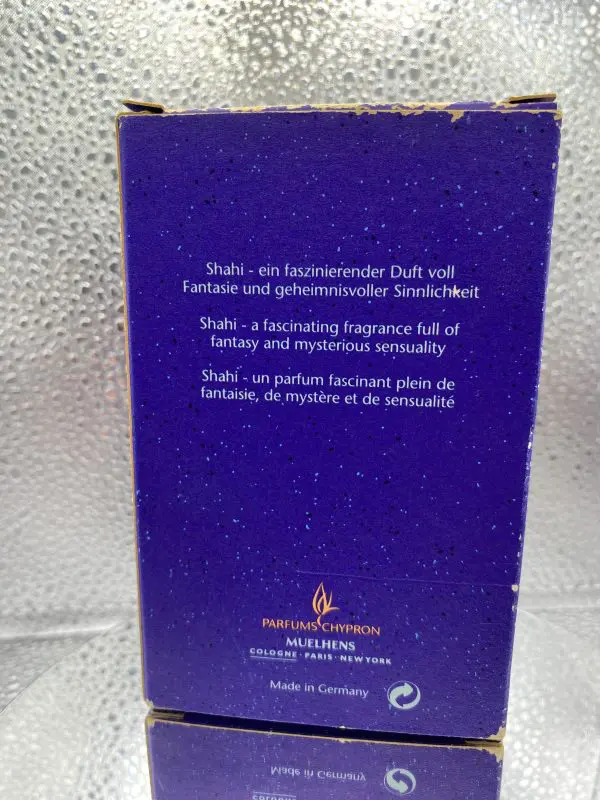 Shahi - ein faszinierender Duft voll
Fantasie und geheimnisvoller Sinnlichkeit
Shahi - a fascinating fragrance full of
fantasy and mysterious sensuality
Shahi - un parfum fascinant plein de
fantaisie, de mystère et de sensualité
PARFUMS CHYPRON
MUELHENS
COLOGNE · PARIS · NEW YORK
Made in Germany